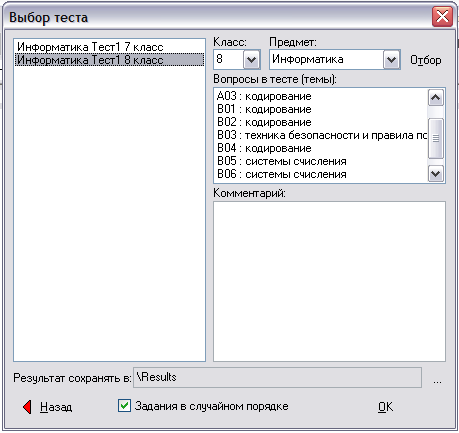 Выбор теста
Информатика Тест1 7 класс
Информатика Тест1 8 класс
Класс:
Предмет:
8
Информатика
Отбор
Вопросы в тесте (темы):
A03 : кодирование
B01 : кодирование
B02 : кодирование
B03 : техника безопасности и правила по
B04 : кодирование
B05 : системы счисления
B06 : системы счисления
Комментарий:
Результат сохранять в:
\Results
...
Назад
Задания в случайном порядке
OK